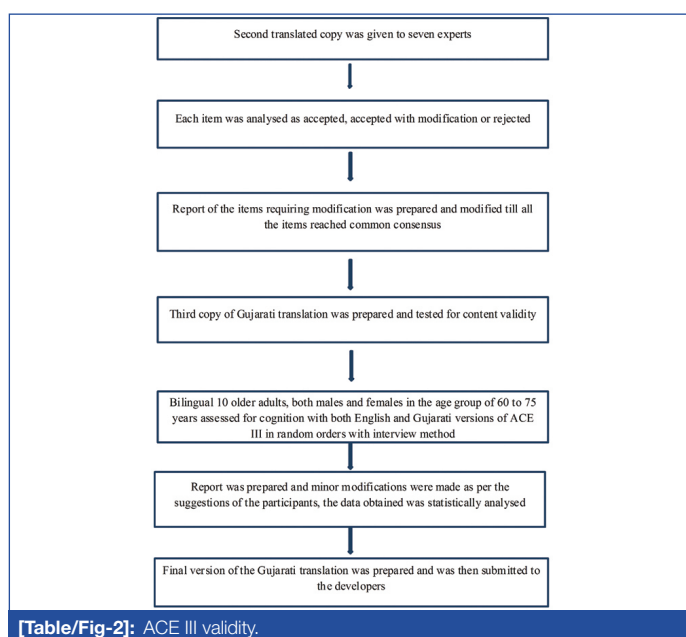 Second translated copy was given to seven experts
Each item was analysed as accepted, accepted with modification or rejected
Report of the items requiring modification was prepared and modified till all
the items reached common consensus
Third copy of Gujarati translation was prepared and tested for content validity
Bilingual 10 older adults, both males and females in the age group of 60 to 75
years assessed for cognition with both English and Gujarati versions of ACE
III in random orders with interview method
Report was prepared and minor modifications were made as per the
suggestions of the participants, the data obtained was statistically analysed
Final version of the Gujarati translation was prepared and was then submitted to
the developers
[Table/Fig-2]: ACE III validity.